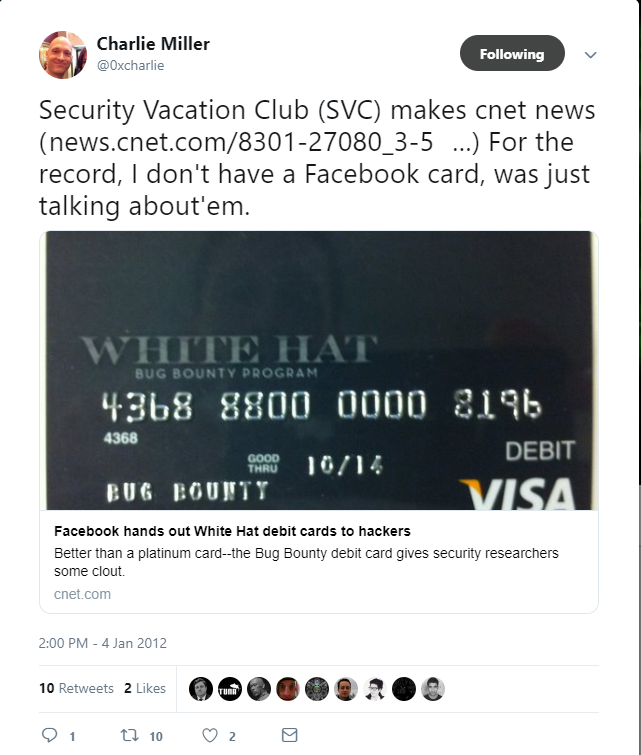 Charlie Miller
@0xcharlie
Following
Security Vacation Club (SVC) makes cnet news
(news.cnet.com/8301-27080_3-5 ...) For the
record, I don't have a Facebook card, was just
talking about'em.
WHITE HAT
BUG BOUNTY PROGRAM
4368 8800 0000 8196
4368
DEBIT
GOOD
THRU 10/14
BUG BOUNTY
VISA
Facebook hands out White Hat debit cards to hackers
Better than a platinum card--the Bug Bounty debit card gives security researchers
some clout.
cnet.com
2:00 PM - 4 Jan 2012
10 Retweets 2 Likes
TUNA
1 10 2